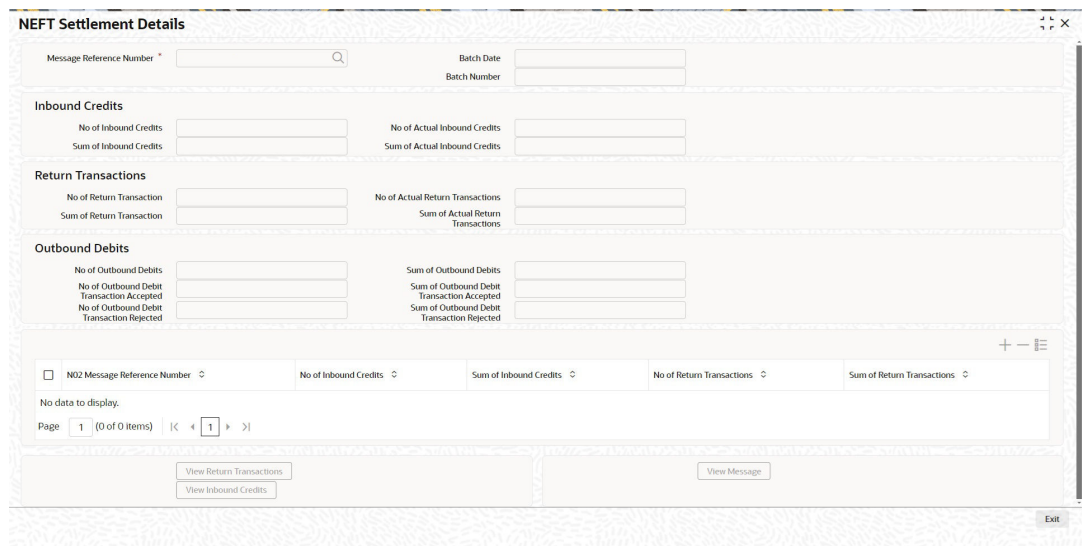 NEFT Settlement Details
Message Reference Number *
Batch Date
Batch Number
Inbound Credits
No of Inbound Credits
No of Actual Inbound Credits
Sum of Inbound Credits
Sum of Actual Inbound Credits
Return Transactions
No of Return Transaction
No of Actual Return Transactions
Sum of Return Transaction
Sum of Actual Return
Transactions
Outbound Debits
No of Outbound Debits
Sum of Outbound Debits
No of Outbound Debit
Transaction Accepted
Sum of Outbound Debit
Transaction Accepted
No of Outbound Debit
Transaction Rejected
Sum of Outbound Debit
Transaction Rejected
N02 Message Reference Number No of Inbound Credits Sum of Inbound Credits No of Return Transactions Sum of Return Transactions
No data to display.
Page 1 (0 of 0 items) 1
View Return Transactions
View Message
View Inbound Credits
Exit